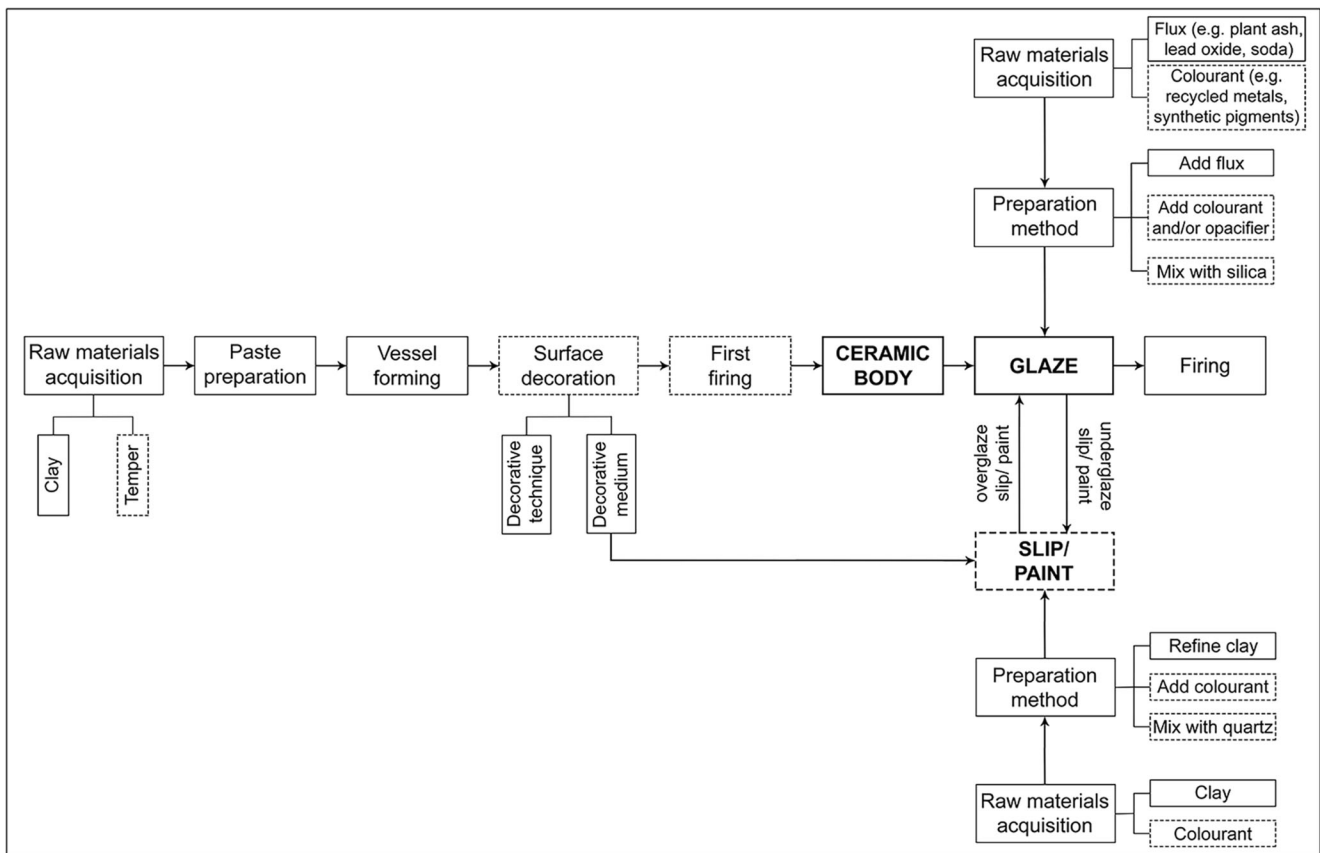 Raw materials
acquisition
Flux (e.g. plant ash,
lead oxide, soda)
Colourant (e.g.
recycled metals,
synthetic pigments)
Preparation
method
Add flux
Add colourant
and/or opacifier
Mix with silica
Raw materials
acquisition
Paste
preparation
Vessel
forming
Surface
decoration
First
firing
CERAMIC
BODY
GLAZE
Firing
Clay
Temper
Decorative
technique
Decorative
medium
overglaze
slip/ paint
underglaze
slip/ paint
SLIP/
PAINT
Preparation
method
Refine clay
Add colourant
Mix with quartz
Raw materials
acquisition
Clay
Colourant